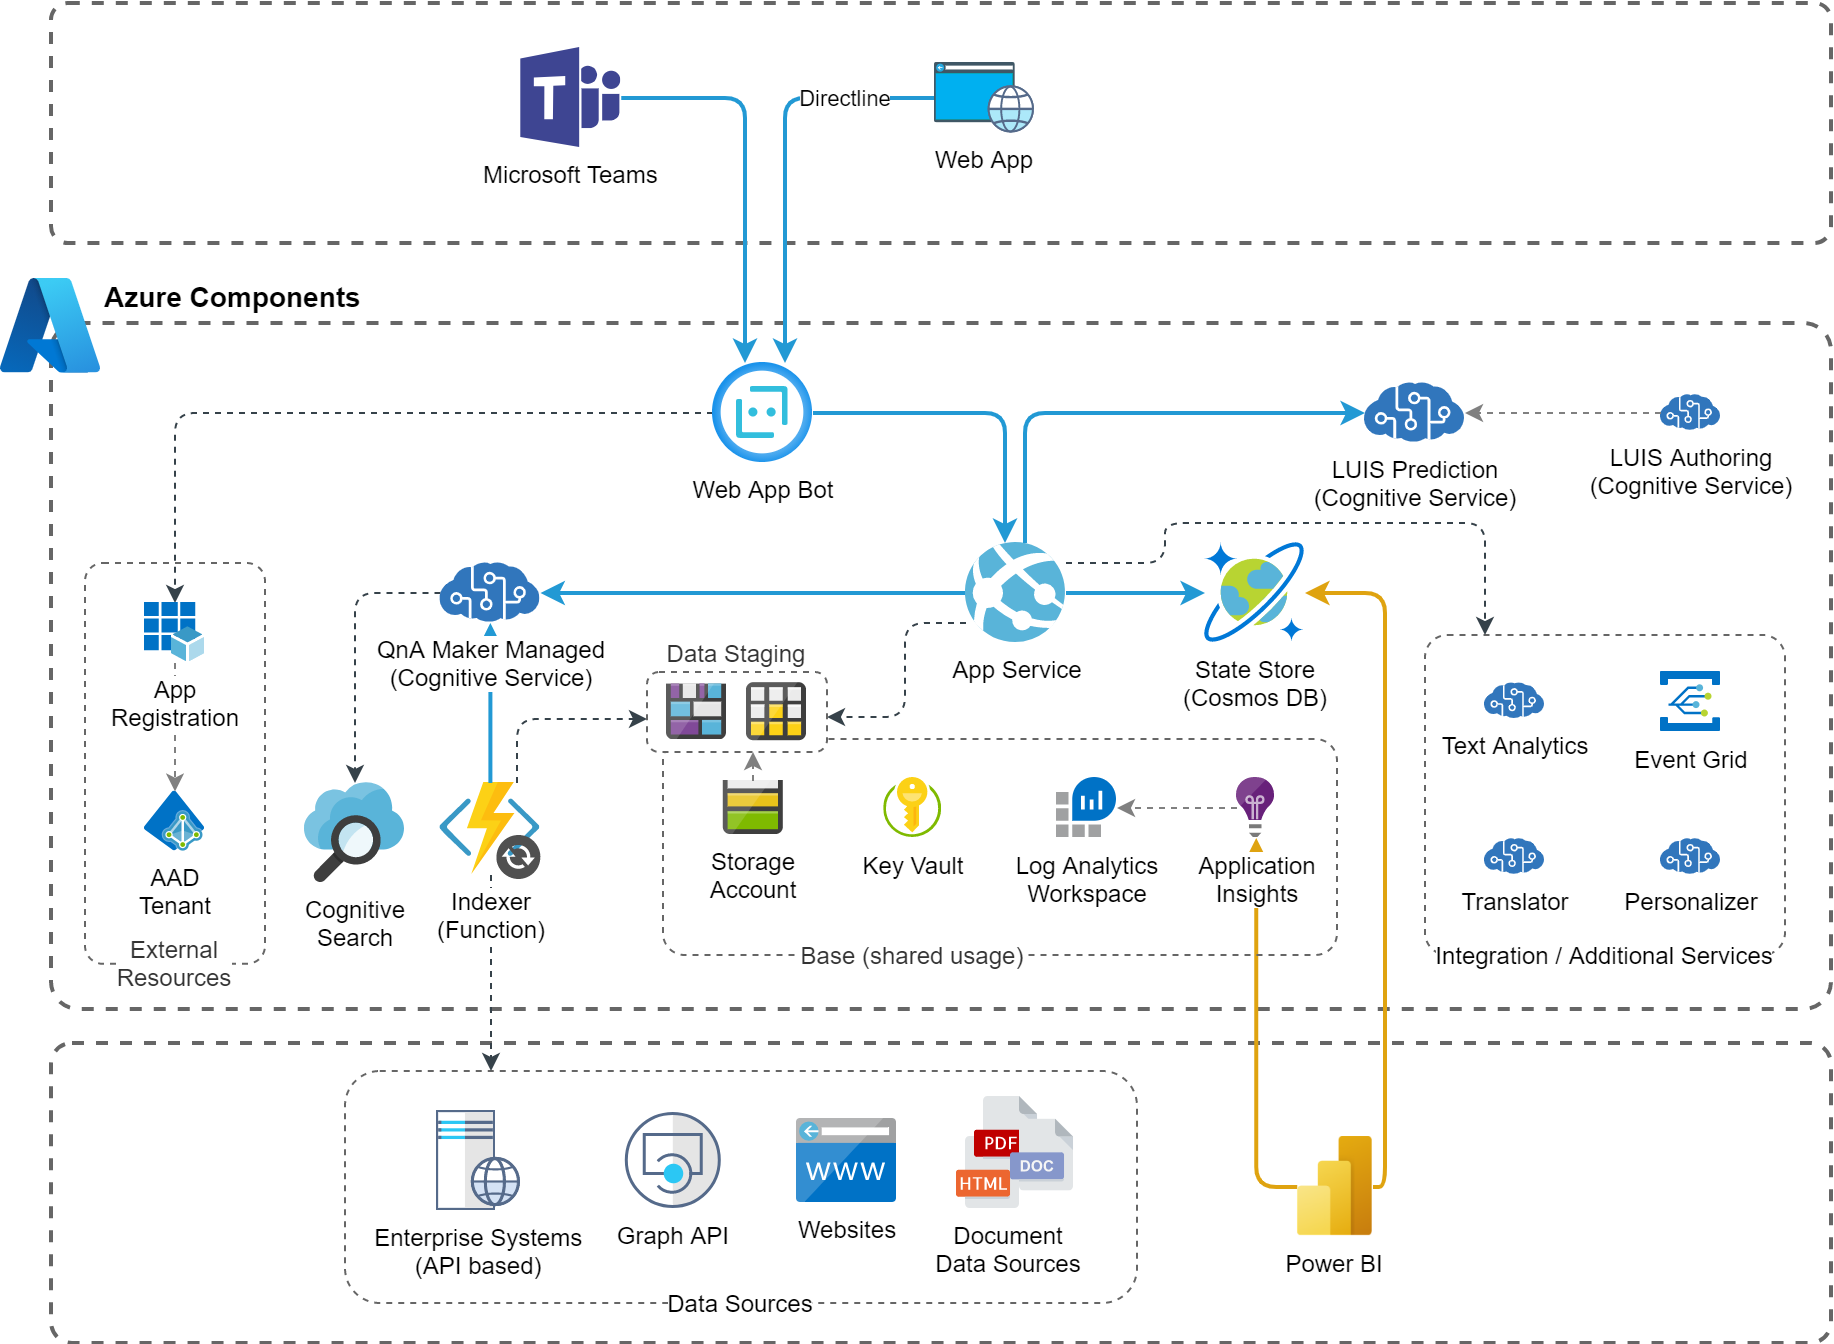 Directline
Web App
Microsoft Teams
Azure Components
Web App Bot
LUIS Prediction
(Cognitive Service)
LUIS Authoring
(Cognitive Service)
QnA Maker Managed
(Cognitive Service)
Data Staging
App Service
State Store
(Cosmos DB)
App
Registration
AAD
Tenant
External
Resources
Cognitive
Search
Indexer
(Function)
Storage
Account
Key Vault
Log Analytics
Workspace
Application
Insights
Base (shared usage)
Text Analytics
Event Grid
Translator
Personalizer
Integration / Additional Services
WWW
PDF
DOC
HTML
Enterprise Systems
(API based)
Graph API
Websites
Document
Data Sources
Power BI
Data Sources